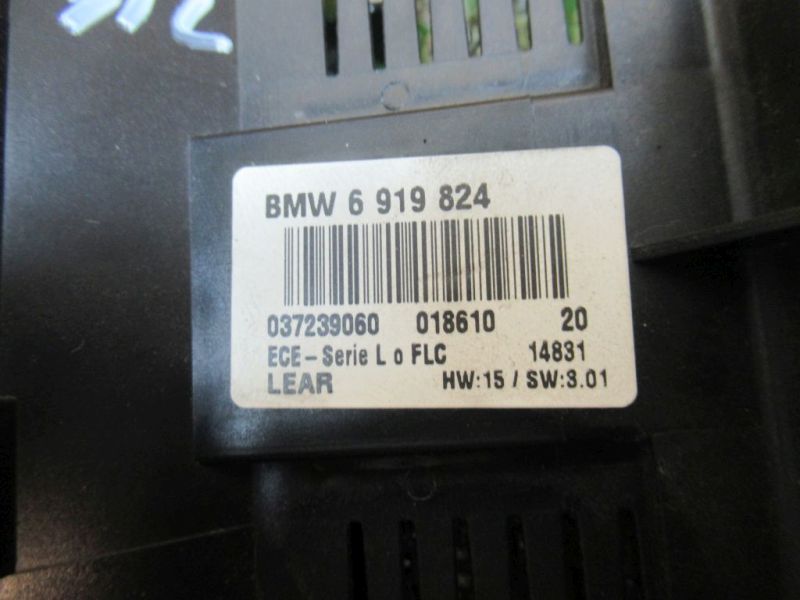 BMW 6 919 824
037239060 018610 20
ECE - Serie L o FLC 14831
LEAR HW:15 / SW:3.01